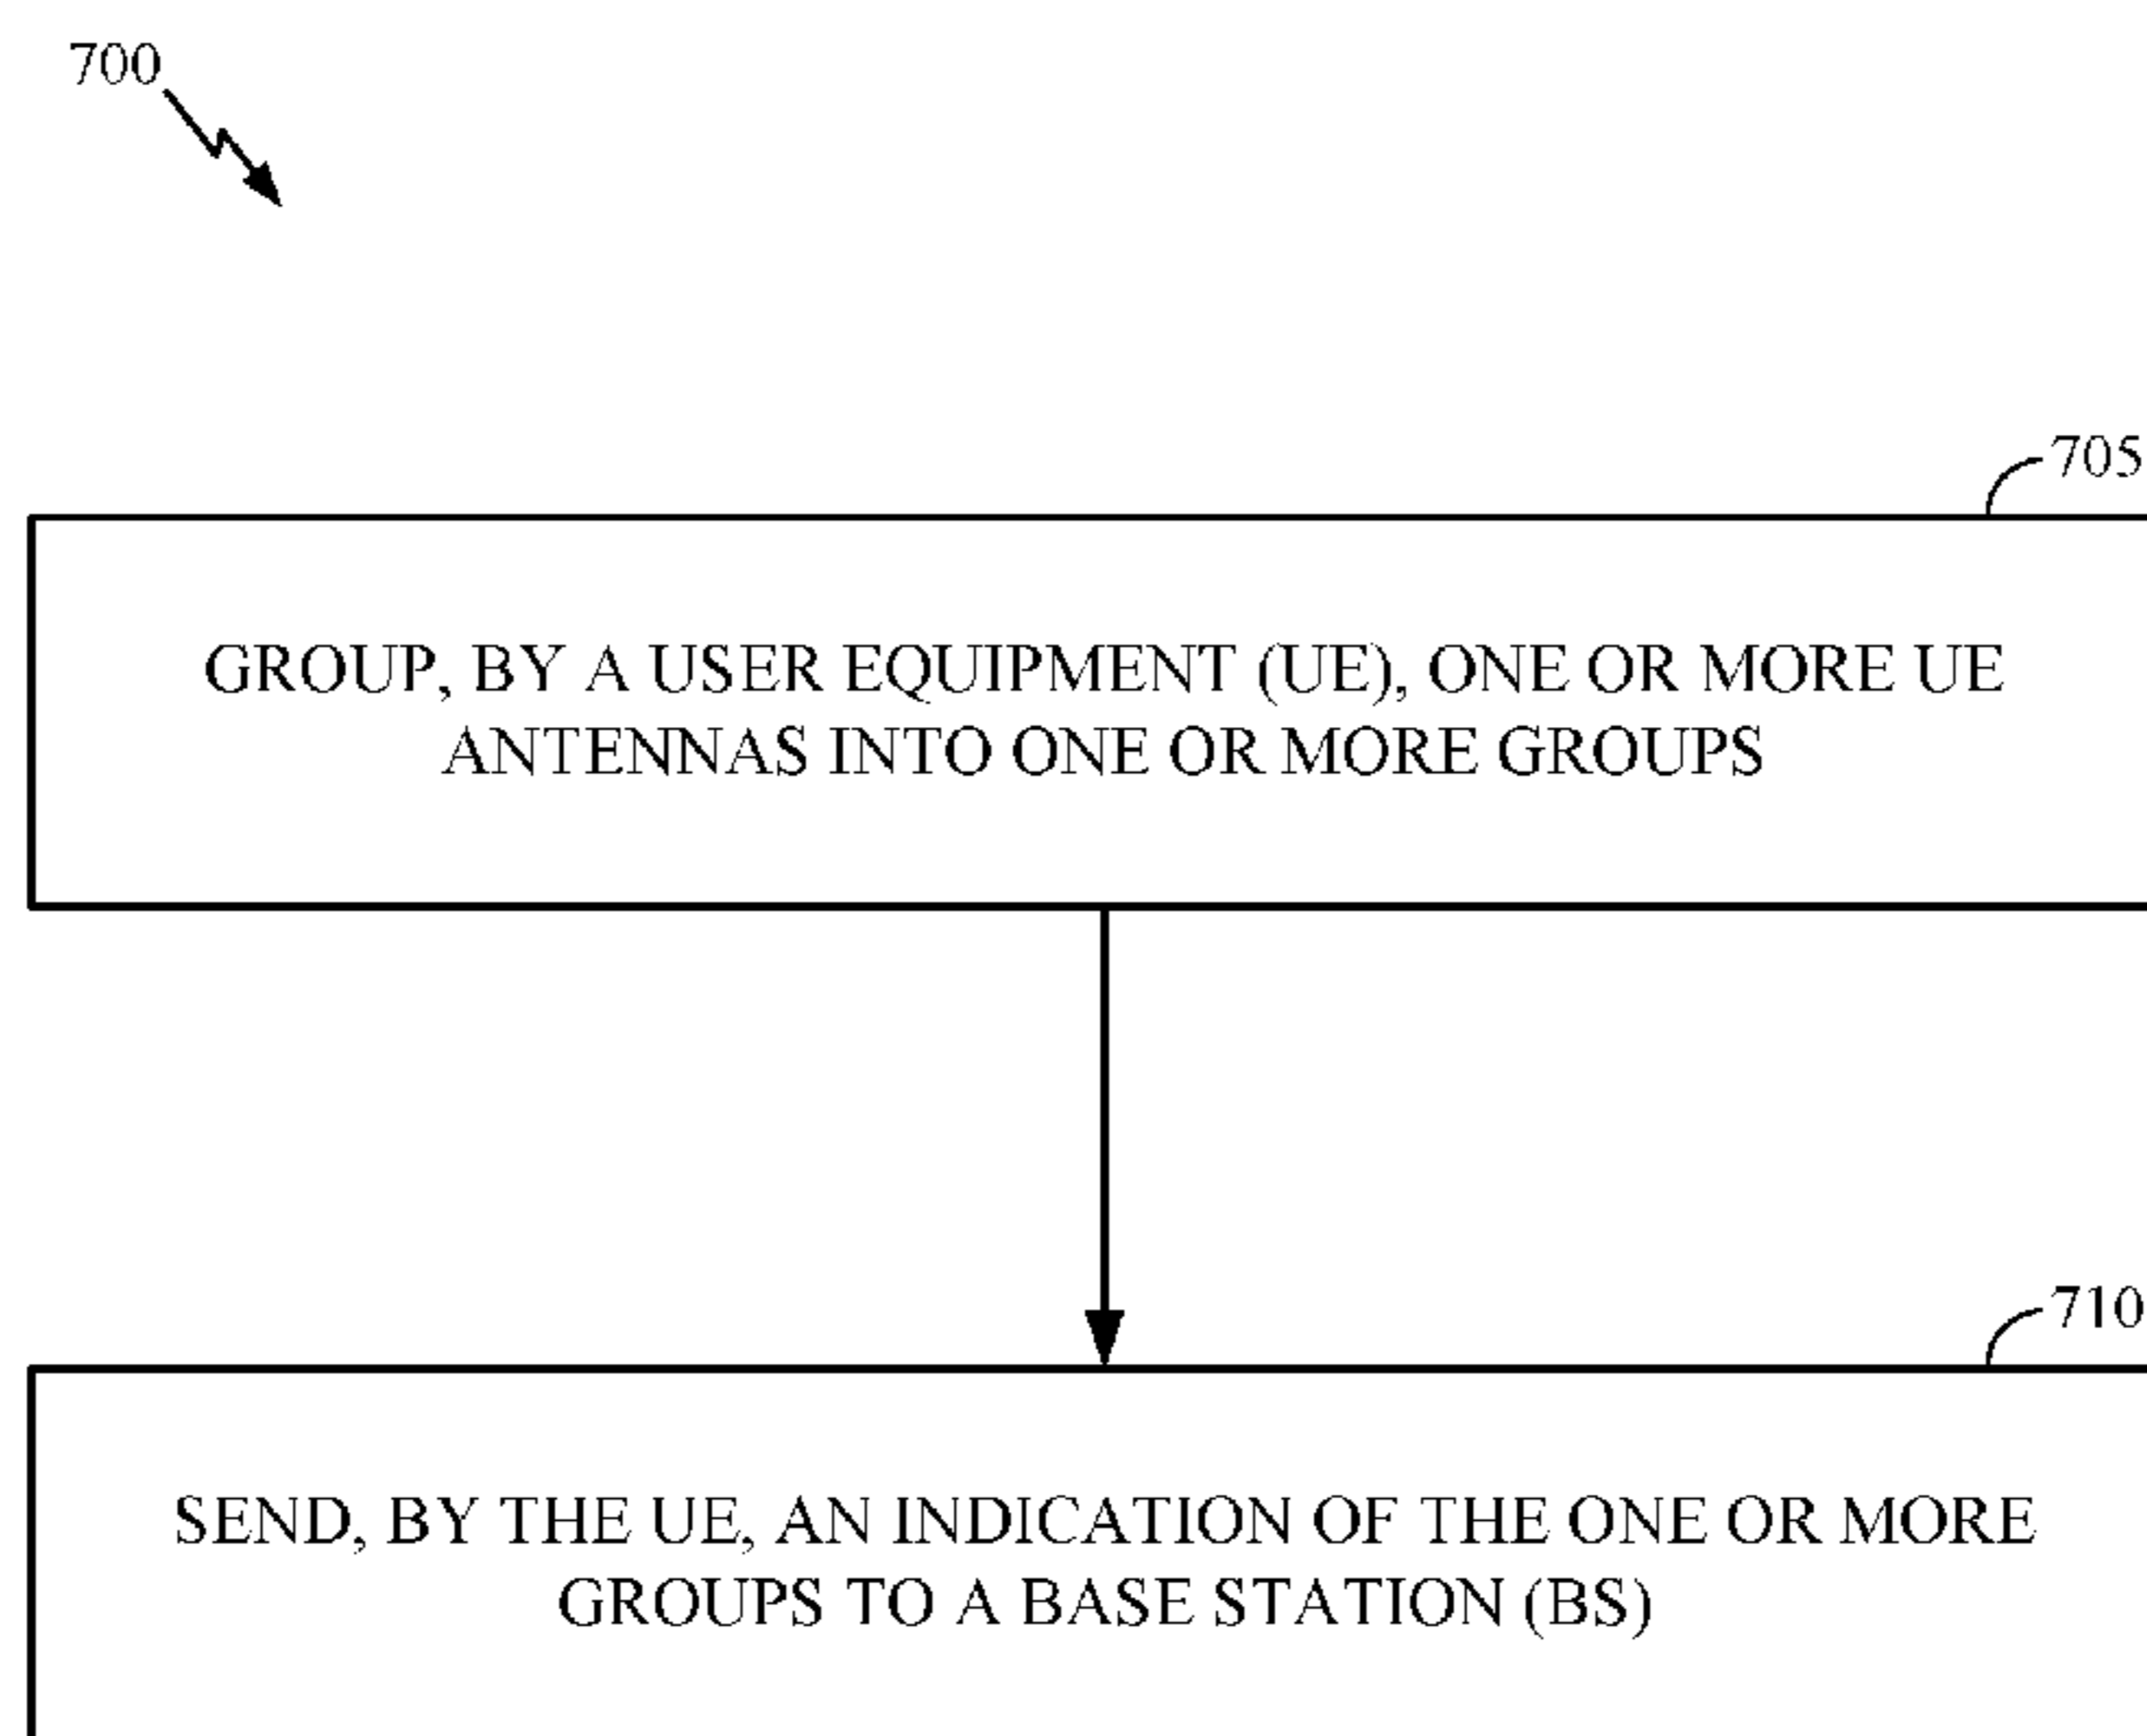 700
705
GROUP, BY A USER EQUIPMENT (UE), ONE OR MORE UE
ANTENNAS INTO ONE OR MORE GROUPS
710
SEND, BY THE UE, AN INDICATION OF THE ONE OR MORE
GROUPS TO A BASE STATION (BS)